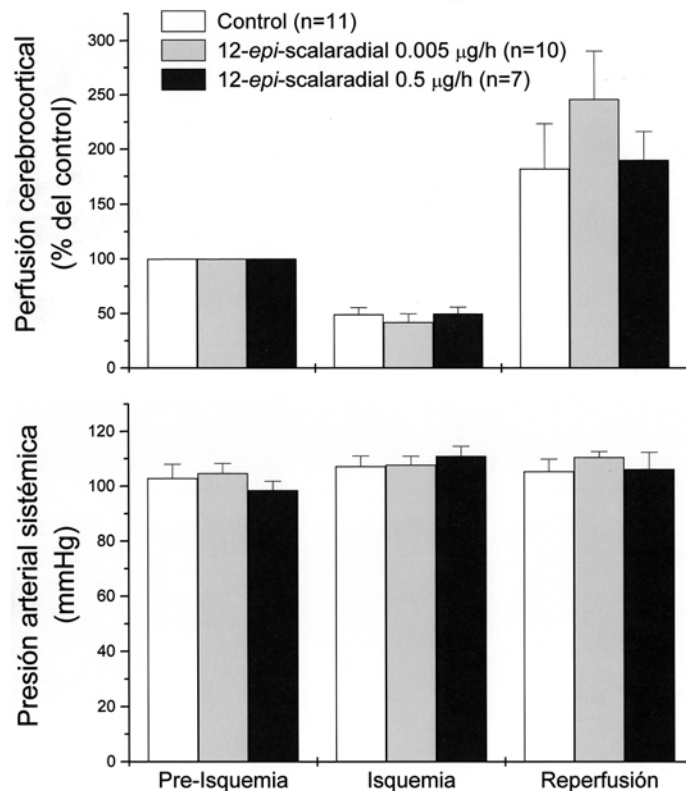 Control (n=11)
12-epi-scalaradial 0.005 μg/h (n=10)
12-epi-scalaradial 0.5 μg/h (n=7)
Perfusión cerebrocortical
(% del control)
300
250
200
150
100
50
0
Presión arterial sistémica
(mmHg)
120
100
80
60
40
20
0
Pre-Isquemia Isquemia Reperfusión